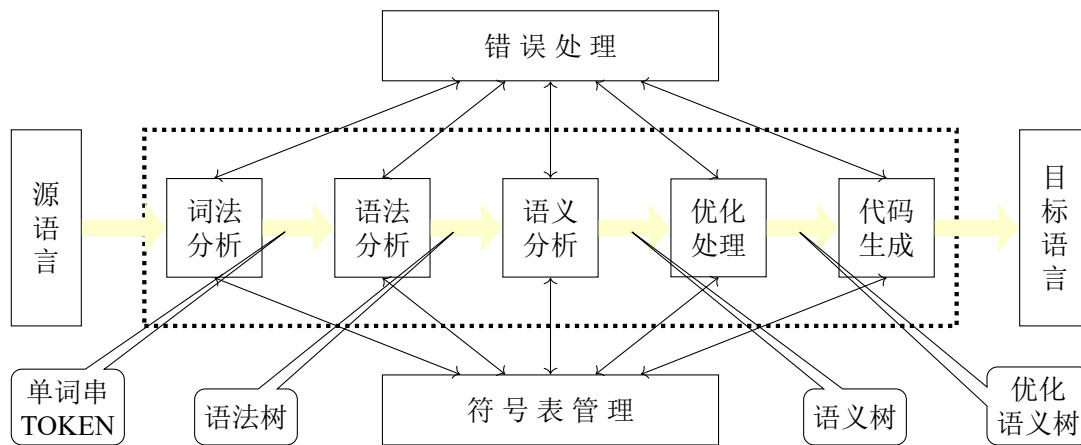 错误处理
源语言
词法
分析
语法
分析
语义
分析
优化
处理
代码
生成
目标语言
单词串
TOKEN
语法树
符号表管理
语义树
优化
语义树